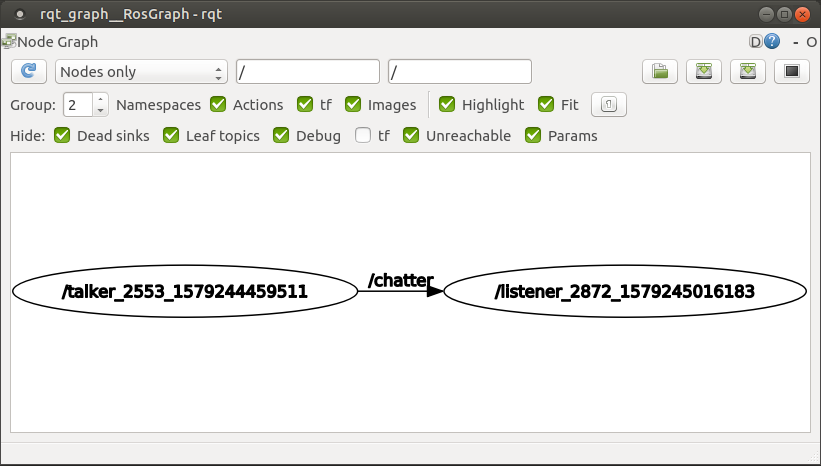 rqt_graph__RosGraph - rqt
Node Graph D ? - O
Nodes only / /
Group: 2 Namespaces Actions tf Images Highlight Fit
Hide: Dead sinks Leaf topics Debug tf Unreachable Params
/chatter
/talker_2553_1579244459511 /listener_2872_1579245016183